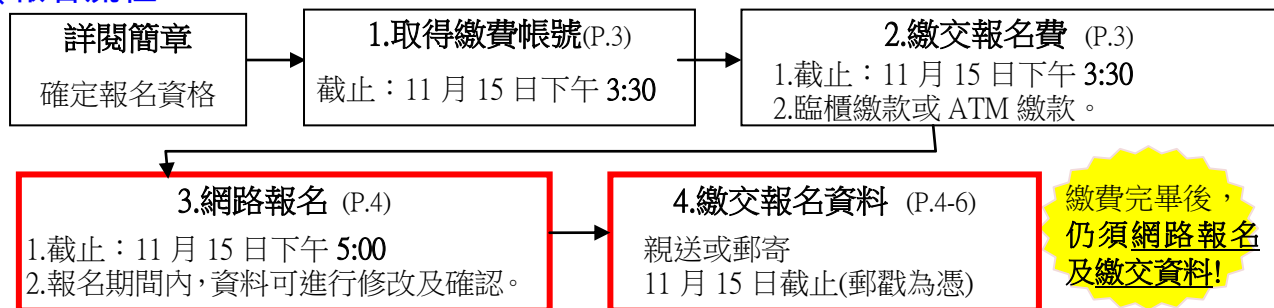 詳閱簡章
確定報名資格
1.取得繳費帳號(P.3)
截止：11 月 15 日下午 3:30
2.繳交報名費 (P.3)
1.截止：11 月 15 日下午 3:30
2.臨櫃繳款或 ATM 繳款。
3.網路報名 (P.4)
1.截止：11 月 15 日下午 5:00
2.報名期間內，資料可進行修改及確認。
4.繳交報名資料 (P.4-6)
親送或郵寄
11 月 15 日截止(郵戳為憑)
繳費完畢後，
仍須網路報名
及繳交資料!